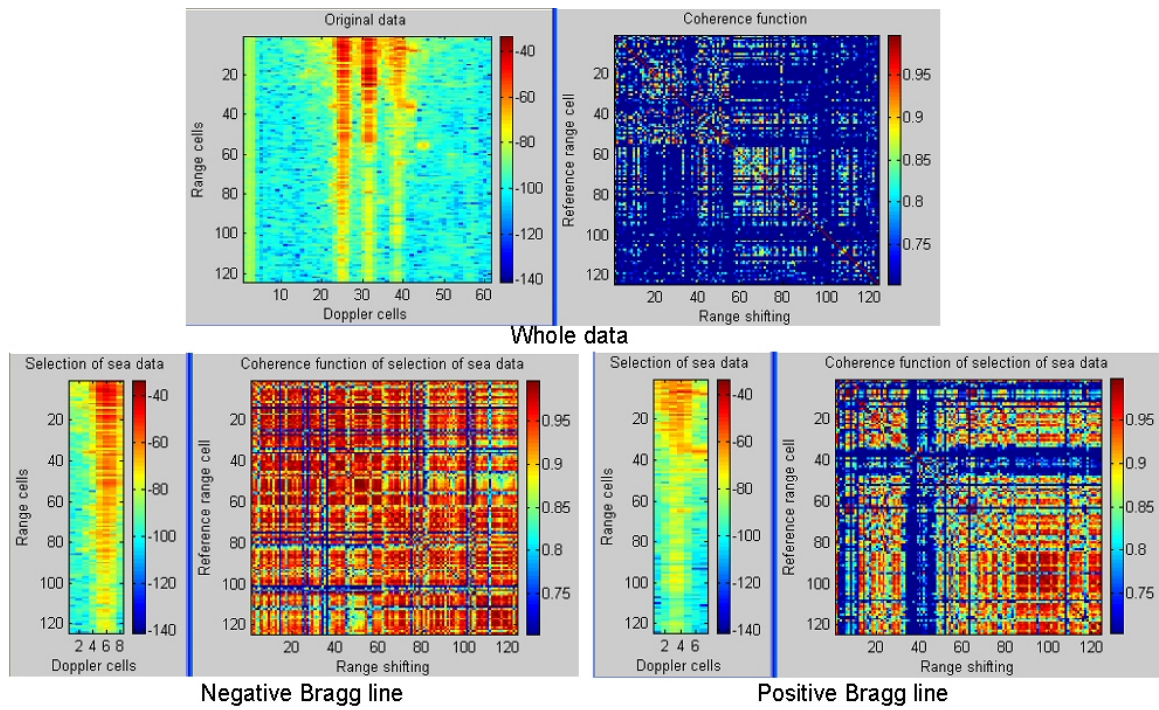 Original data
Coherence function
Range cells
20
40
60
80
100
120
10 20 30 40 50 60
Doppler cells
-40
-60
-80
-100
-120
-140
Reference range cell
20
40
60
80
100
120
20 40 60 80 100 120
Range shifting
0.95
0.9
0.85
0.8
0.75
Whole data
Selection of sea data
Coherence function of selection of sea data
Range cells
20
40
60
80
100
120
2 4 6 8
Doppler cells
-40
-60
-80
-100
-120
-140
Reference range cell
20
40
60
80
100
120
20 40 60 80 100 120
Range shifting
0.95
0.9
0.85
0.8
0.75
Negative Bragg line
Selection of sea data
Coherence function of selection of sea data
Range cells
20
40
60
80
100
120
2 4 6
Doppler cells
-40
-60
-80
-100
-120
-140
Reference range cell
20
40
60
80
100
120
20 40 60 80 100 120
Range shifting
0.95
0.9
0.85
0.8
0.75
Positive Bragg line